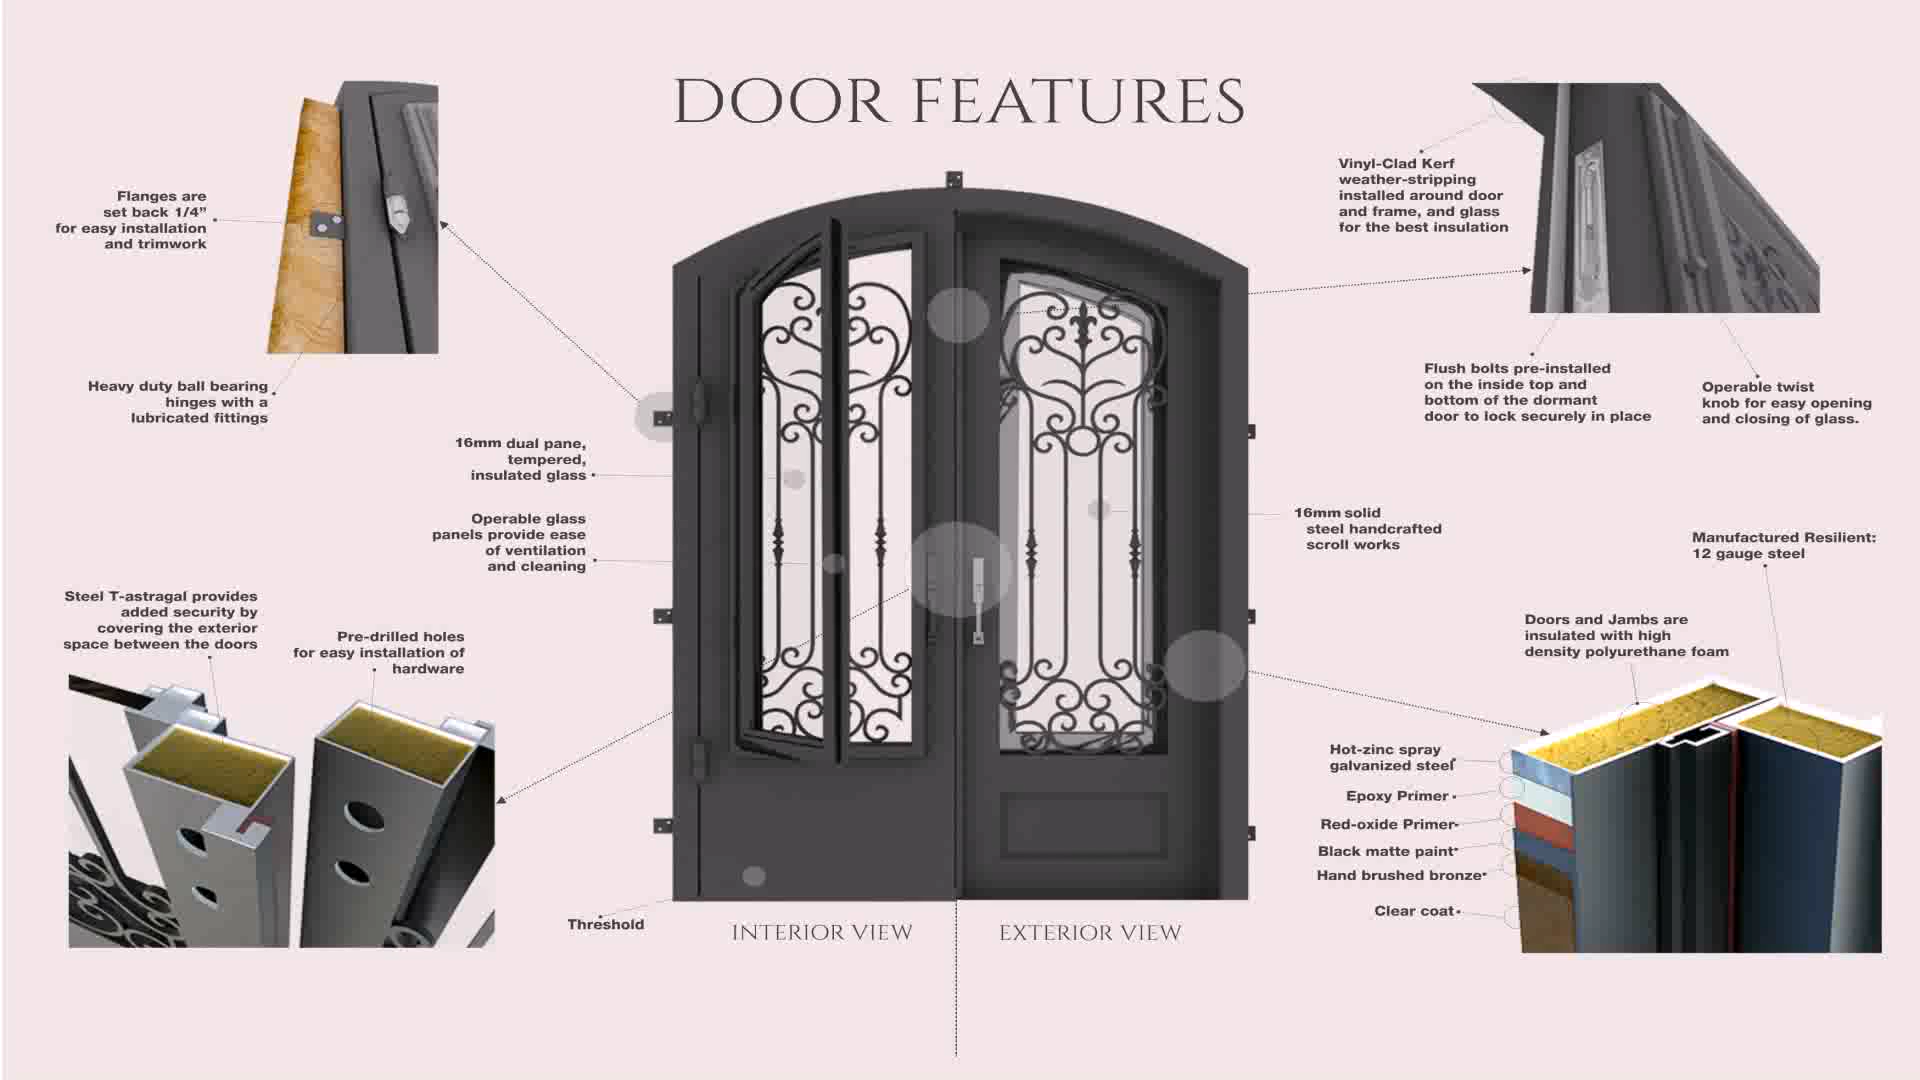 DOOR FEATURES
Flanges are
set back 1/4”
for easy installation
and trimwork
Heavy duty ball bearing
hinges with a
lubricated fittings
16mm dual pane,
tempered,
insulated glass
Operable glass
panels provide ease
of ventilation
and cleaning
Steel T-astragal provides
added security by
covering the exterior
space between the doors
Pre-drilled holes
for easy installation of
hardware
Threshold
INTERIOR VIEW
EXTERIOR VIEW
Vinyl-Clad Kerf
weather-stripping
installed around door
and frame, and glass
for the best insulation
Flush bolts pre-installed
on the inside top and
bottom of the dormant
door to lock securely in place
Operable twist
knob for easy opening
and closing of glass.
16mm solid
steel handcrafted
scroll works
Manufactured Resilient:
12 gauge steel
Doors and Jambs are
insulated with high
density polyurethane foam
Hot-zinc spray
galvanized steel
Epoxy Primer
Red-oxide Primer
Black matte paint
Hand brushed bronze
Clear coat